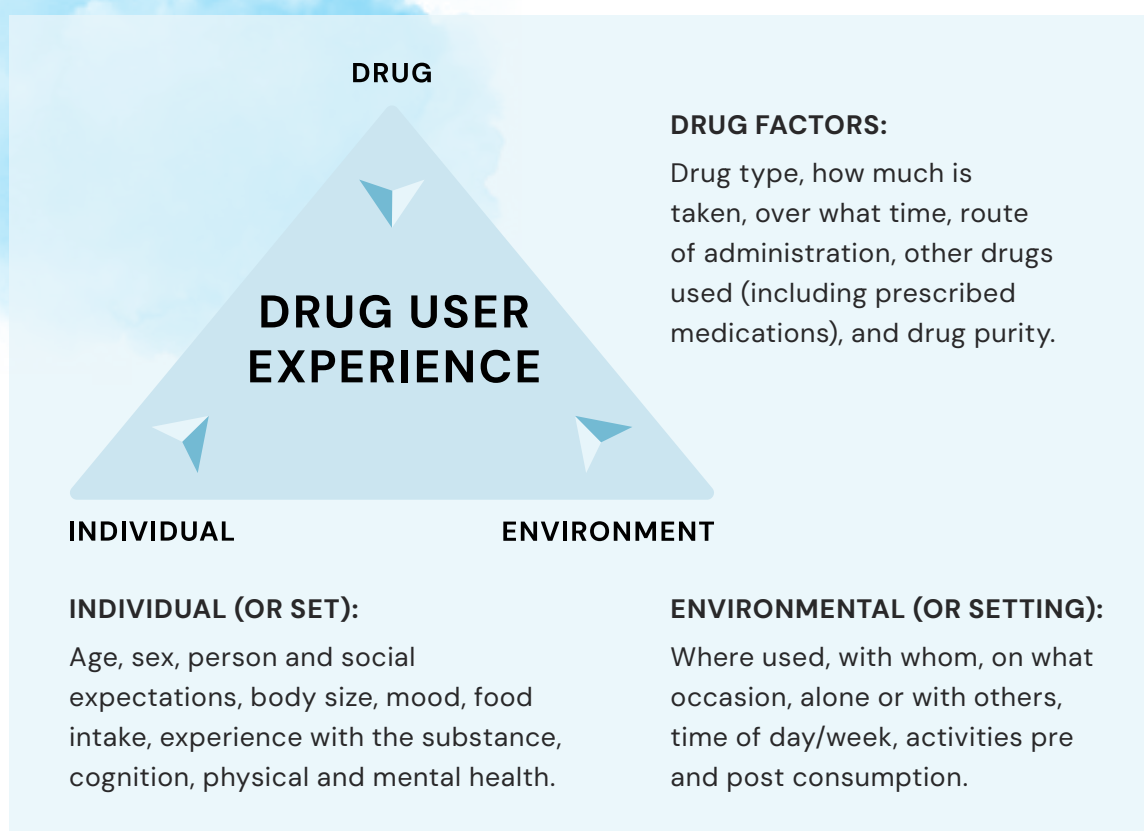 DRUG
DRUG USER
EXPERIENCE
INDIVIDUAL
ENVIRONMENT
DRUG FACTORS:
Drug type, how much is
taken, over what time, route
of administration, other drugs
used (including prescribed
medications), and drug purity.
INDIVIDUAL (OR SET):
Age, sex, person and social
expectations, body size, mood, food
intake, experience with the substance,
cognition, physical and mental health.
ENVIRONMENTAL (OR SETTING):
Where used, with whom, on what
occasion, alone or with others,
time of day/week, activities pre
and post consumption.